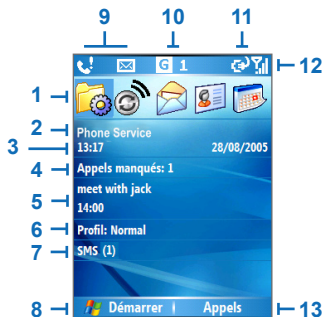 9 10 11
G 1
12
1
2 Phone Service
3 13:17 28/08/2005
4 Appels manqués: 1
meet with jack
5 14:00
6 Profil: Normal
7 SMS (1)
8 Démarrer Appels 13